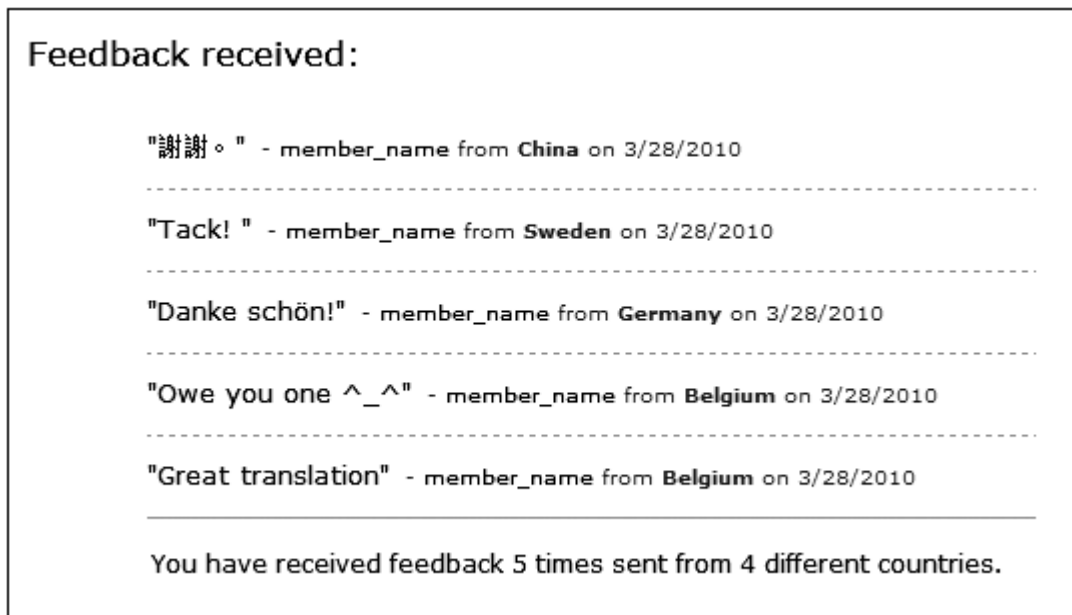 Feedback received:
"謝謝。" - member_name from China on 3/28/2010
"Tack! " - member_name from Sweden on 3/28/2010
"Danke schön!" - member_name from Germany on 3/28/2010
"Owe you one ^_^" - member_name from Belgium on 3/28/2010
"Great translation" - member_name from Belgium on 3/28/2010
You have received feedback 5 times sent from 4 different countries.